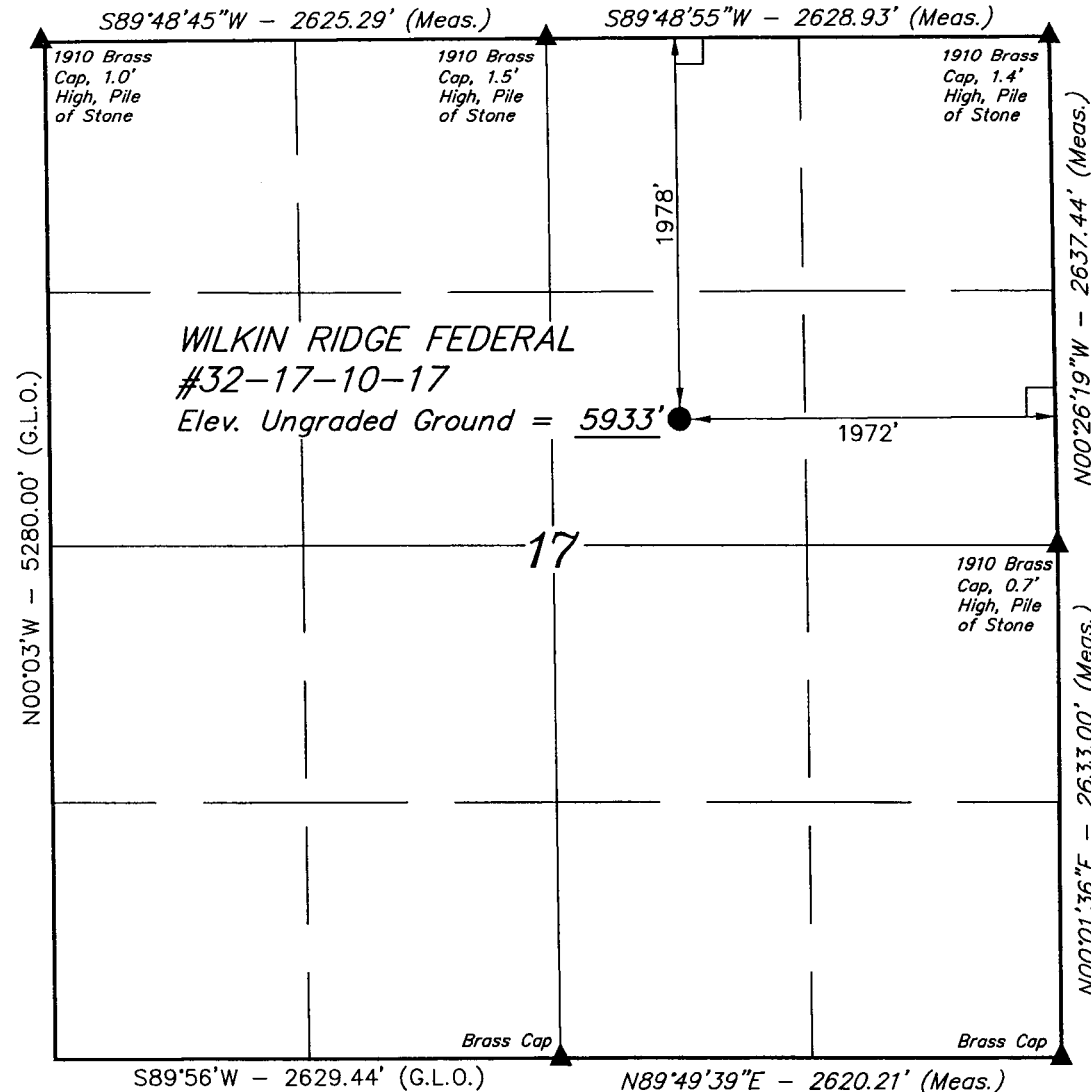 S89°48'45"W - 2625.29' (Meas.)
S89°48'55"W - 2628.93' (Meas.)
1910 Brass
Cap, 1.0'
High, Pile
of Stone
1910 Brass
Cap, 1.5'
High, Pile
of Stone
1910 Brass
Cap, 1.4'
High, Pile
of Stone
1978'
N00°26'19"W - 2637.44' (Meas.)
WILKIN RIDGE FEDERAL
#32-17-10-17
Elev. Ungraded Ground = 5933'
1972'
N00°03'W - 5280.00' (G.L.O.)
17
1910 Brass
Cap, 0.7'
High, Pile
of Stone
N00°01'36"E - 2633.00' (Meas.)
Brass Cap
Brass Cap
S89°56'W - 2629.44' (G.L.O.)
N89°49'39"E - 2620.21' (Meas.)